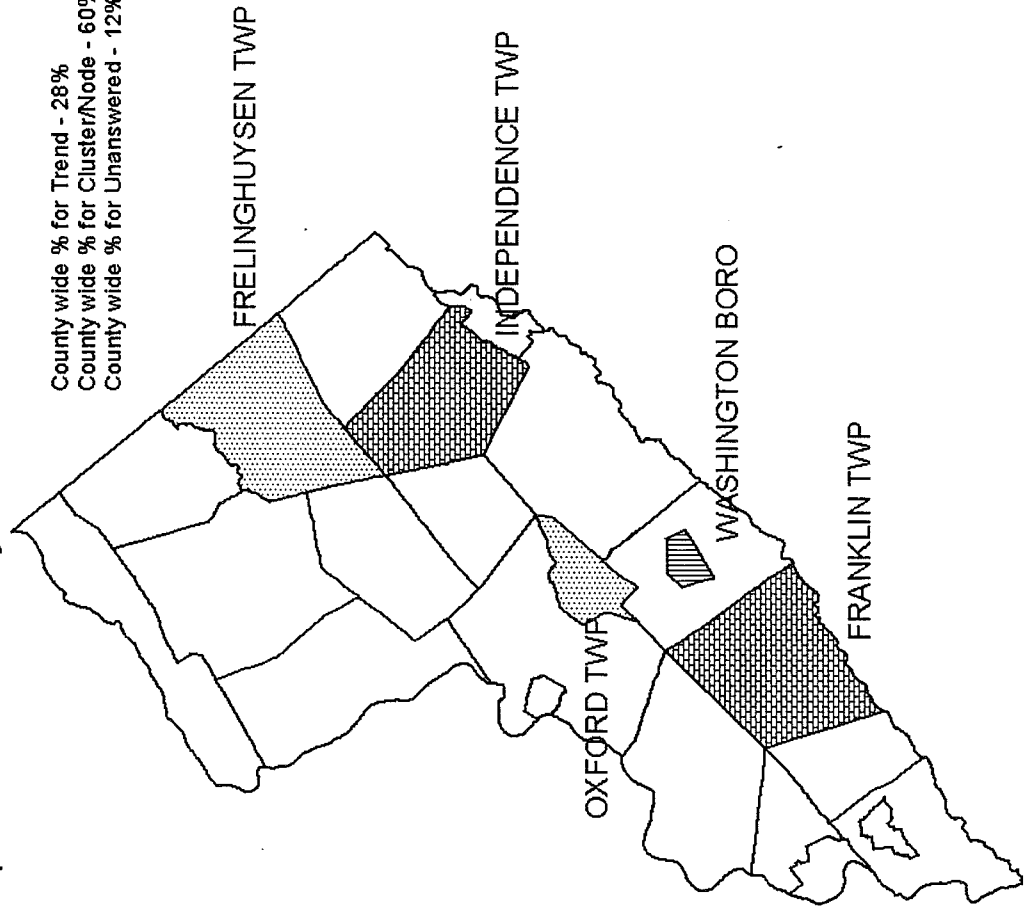 County wide % for Trend - 28%
County wide % for Cluster/Node - 60%
County wide % for Unanswered - 12%
FRELINGHUYSEN TWP
INDEPENDENCE TWP
WASHINGTON BORO
OXFORD TWP
FRANKLIN TWP